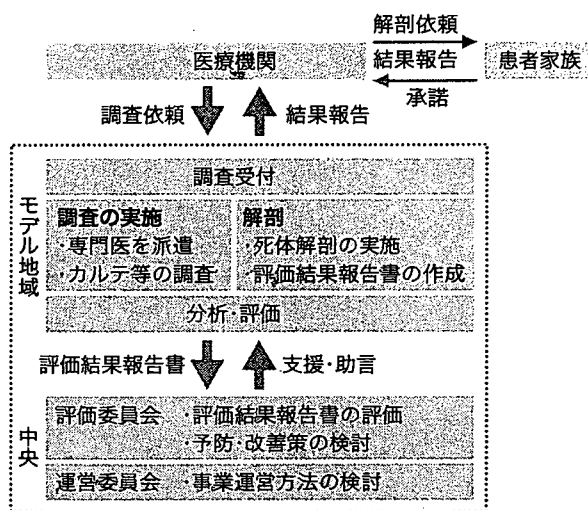 解剖依頼
医療機関
結果報告
患者家族
承諾
調査依頼
結果報告
モデル地域
調査受付
調査の実施
・専門医を派遣
・カルテ等の調査
解剖
・死体解剖の実施
・評価結果報告書の作成
分析・評価
評価結果報告書
支援・助言
中央
評価委員会 ・評価結果報告書の評価
・予防・改善策の検討
運営委員会 ・事業運営方法の検討